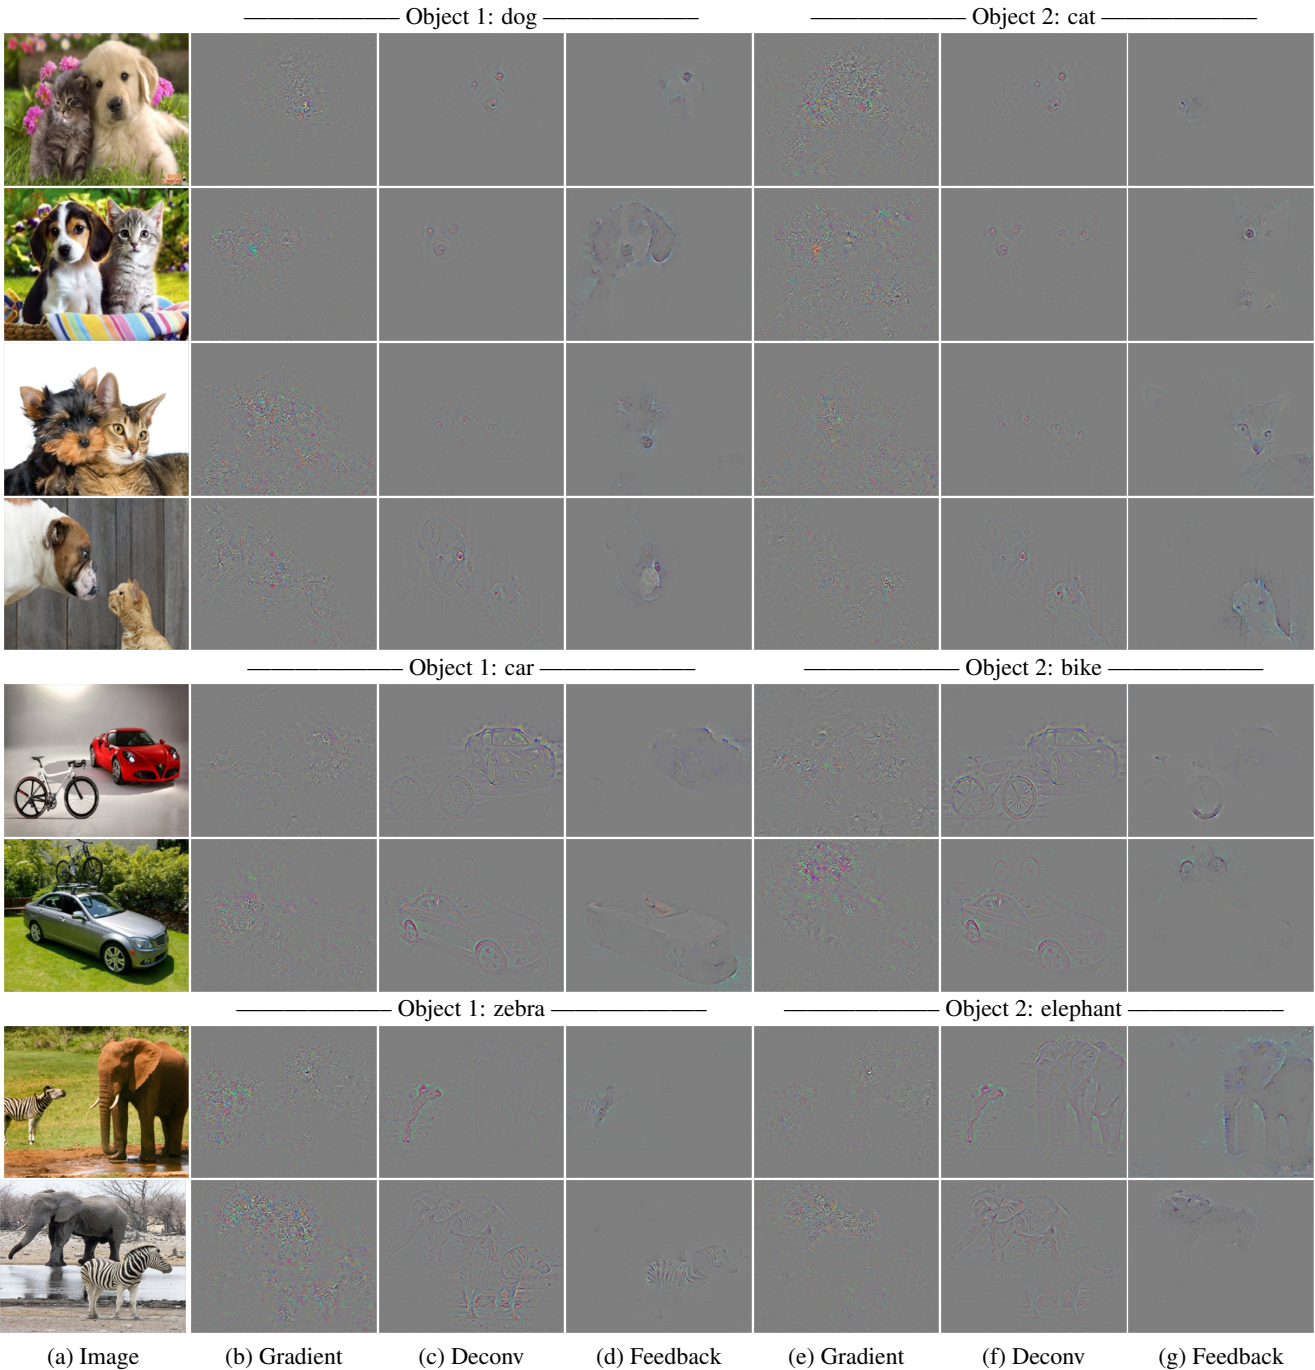 Object 1: dog Object 2: cat
Object 1: car Object 2: bike
Object 1: zebra Object 2: elephant
(a) Image (b) Gradient (c) Deconv (d) Feedback (e) Gradient (f) Deconv (g) Feedback